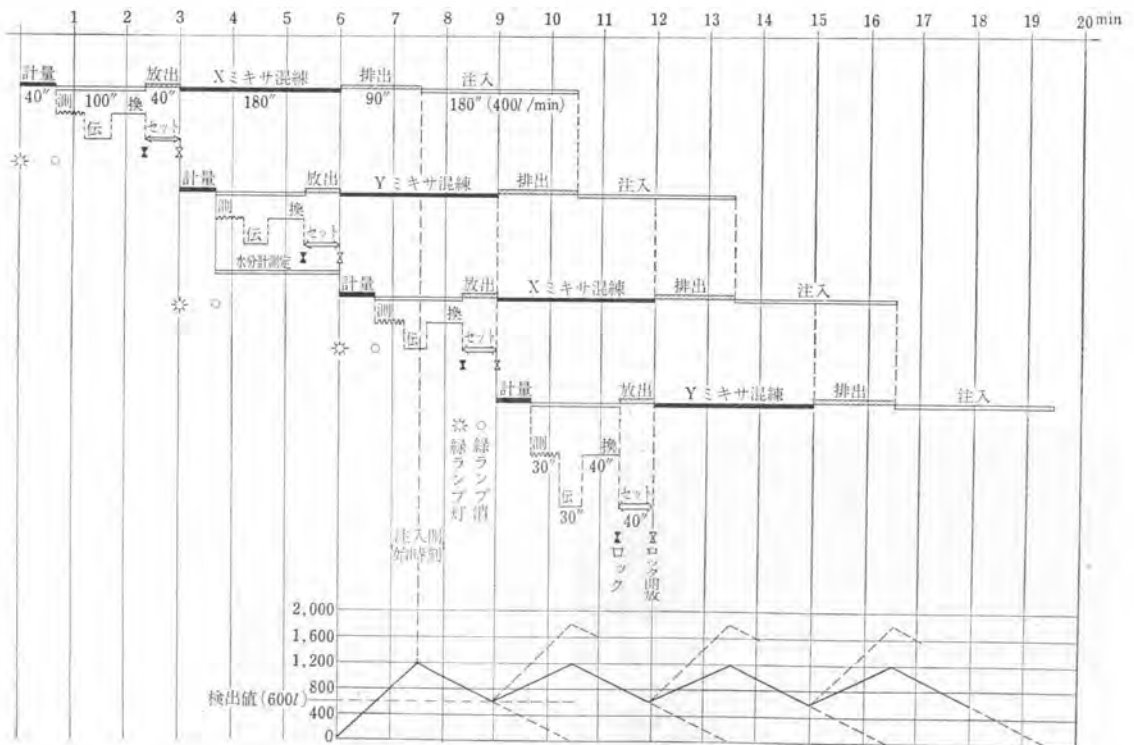 1 2 3 4 5 6 7 8 9 10 11 12 13 14 15 16 17 18 19 20 min
計量 放出 Xミキサ混練 排出 注入
40″ 100″ 40″ 180″ 90″ 180″(400l/min)
測 換
伝 セット
計量 放出 Yミキサ混練 排出 注入
測 換
伝 セット
水分計測定
計量 放出 Xミキサ混練 排出 注入
測 換
伝 セット
計量 放出 Yミキサ混練 排出 注入
測 換
30″ 40″
伝 セット
30″ 40″
緑ランプ灯
緑ランプ消
注入開
始時刻
ロック
ロック開放
2,000
1,600
1,200
800
検出値(600l)
400
0